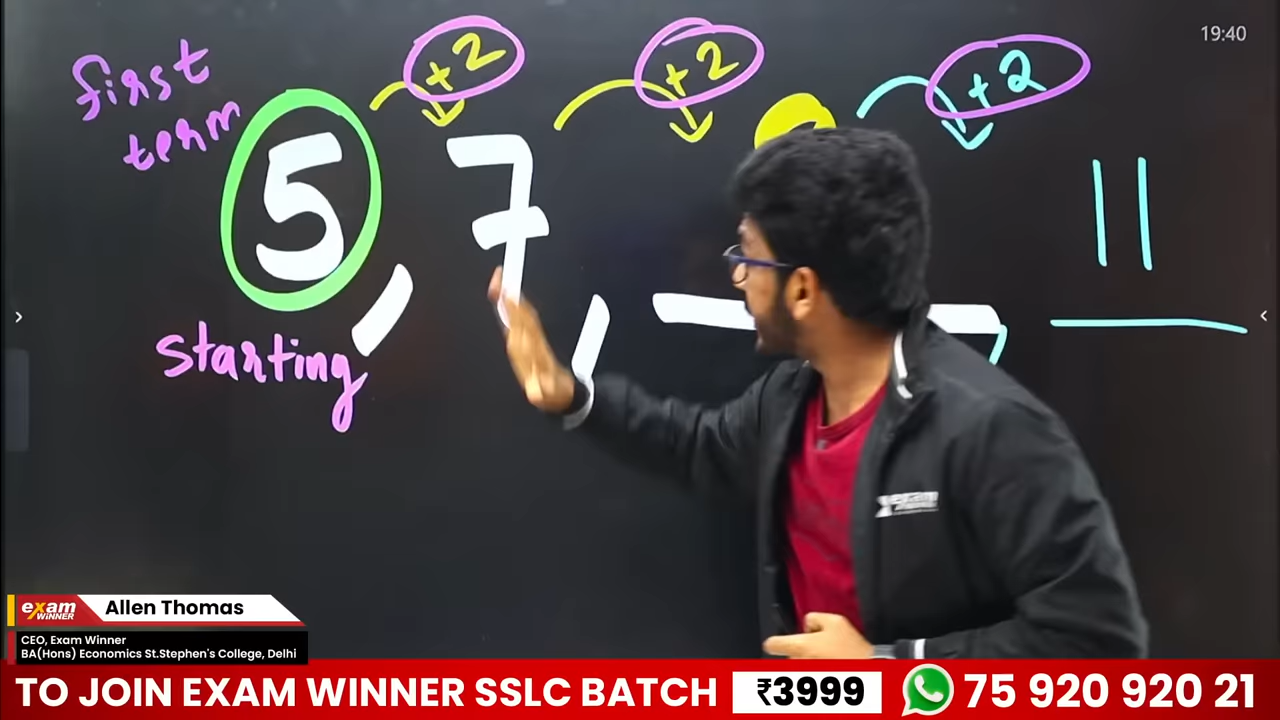 19:40
first
term
+2
+2
+2
5, 7,
11
starting
exam
WINNER
Allen Thomas
CEO, Exam Winner
BA(Hons) Economics St.Stephen's College, Delhi
TO JOIN EXAM WINNER SSLC BATCH ₹3999 75 920 920 21